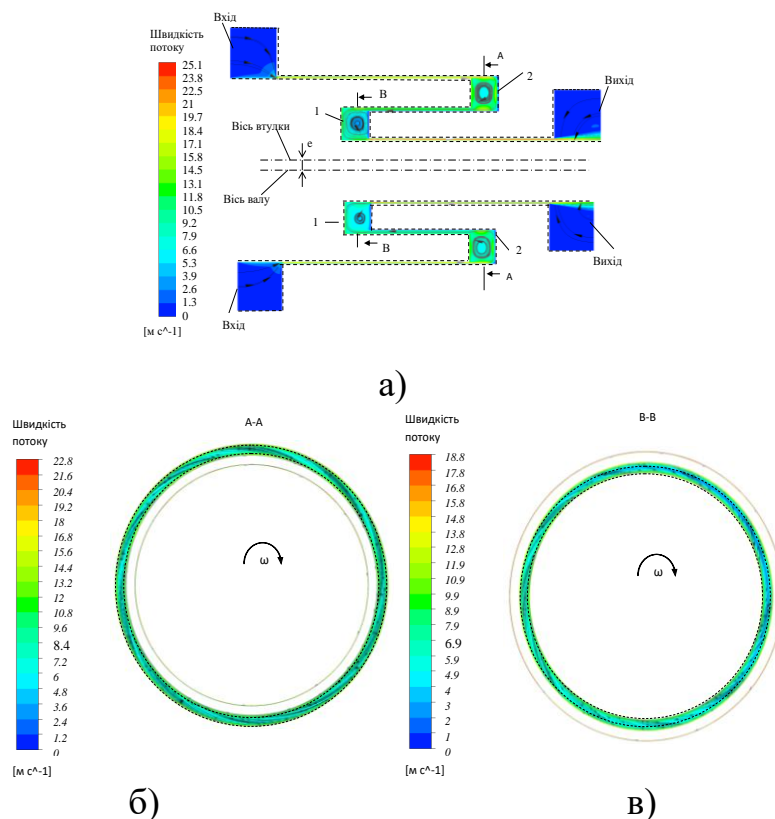 Вхід
Швидкість
потоку
25.1
23.8
22.5
21
19.7
18.4
17.1
15.8
14.5
13.1
11.8
10.5
9.2
7.9
6.6
5.3
3.9
2.6
1.3
0
[м с^-1]
A
2
B
1
Вихід
Вісь втулки
e
Вісь валу
1
B
2
A
Вихід
Вхід
а)
Швидкість
потоку
A-A
22.8
21.6
20.4
19.2
18
16.8
15.6
14.4
13.2
12
10.8
9.6
8.4
7.2
6
4.8
3.6
2.4
1.2
0
[м с^-1]
ω
Швидкість
потоку
B-B
18.8
17.8
16.8
15.8
14.8
13.8
12.8
11.9
10.9
9.9
8.9
7.9
6.9
5.9
4.9
4
3
2
1
0
[м с^-1]
ω
б)
в)